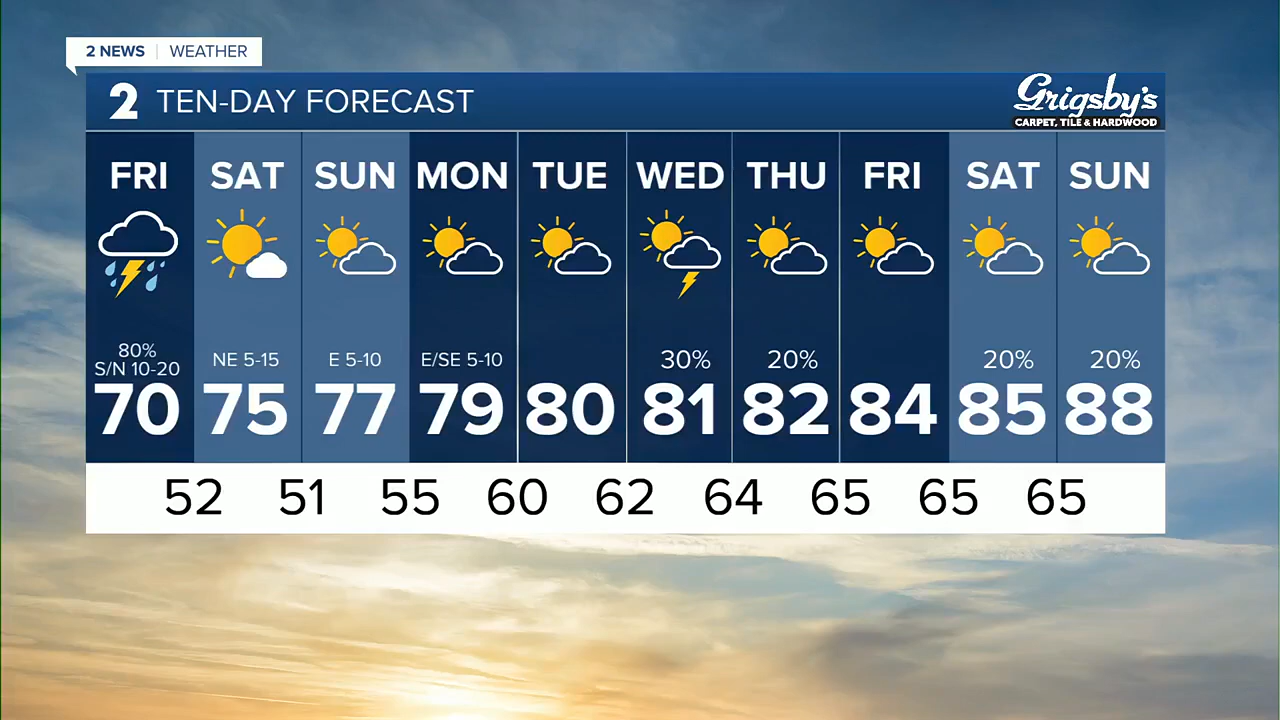 2 NEWS | WEATHER
2 TEN-DAY FORECAST
Grigsby's
CARPET, TILE & HARDWOOD
FRI SAT SUN MON TUE WED THU FRI SAT SUN
80%
S/N 10-20 NE 5-15 E 5-10 E/SE 5-10 30% 20% 20% 20%
70 75 77 79 80 81 82 84 85 88
52 51 55 60 62 64 65 65 65